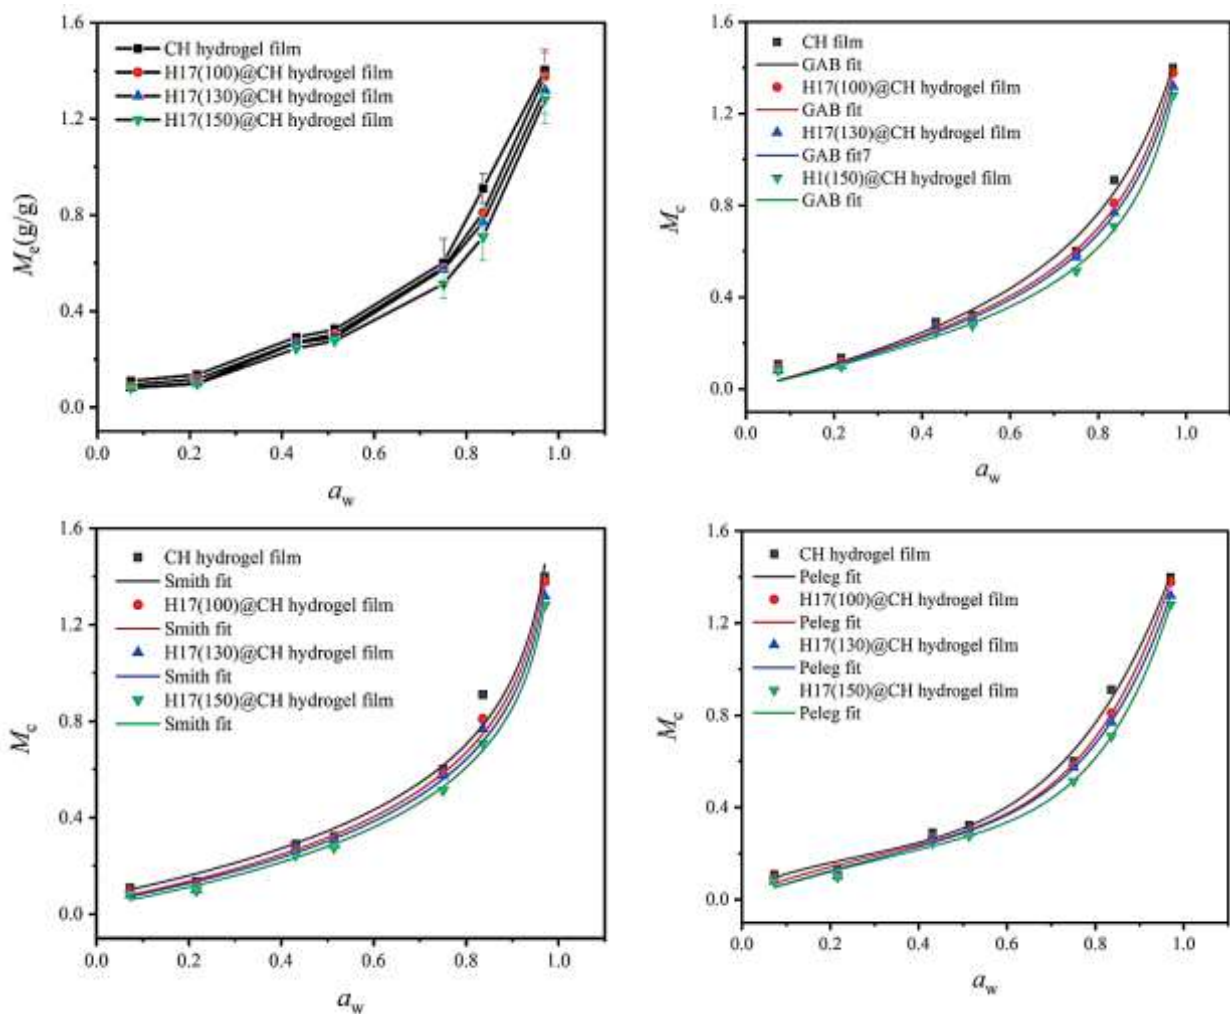 1.6
1.2
0.8
0.4
0.0
Me(g/g)
CH hydrogel film
H17(100)@CH hydrogel film
H17(130)@CH hydrogel film
H17(150)@CH hydrogel film
0.0 0.2 0.4 0.6 0.8 1.0
aw
1.6
1.2
0.8
0.4
0.0
Mc
CH film
GAB fit
H17(100)@CH hydrogel film
GAB fit
H17(130)@CH hydrogel film
GAB fit7
H1(150)@CH hydrogel film
GAB fit
0.0 0.2 0.4 0.6 0.8 1.0
aw
1.6
1.2
0.8
0.4
0.0
Mc
CH hydrogel film
Smith fit
H17(100)@CH hydrogel film
Smith fit
H17(130)@CH hydrogel film
Smith fit
H17(150)@CH hydrogel film
Smith fit
0.0 0.2 0.4 0.6 0.8 1.0
aw
1.6
1.2
0.8
0.4
0.0
Mc
CH hydrogel film
Peleg fit
H17(100)@CH hydrogel film
Peleg fit
H17(130)@CH hydrogel film
Peleg fit
H17(150)@CH hydrogel film
Peleg fit
0.0 0.2 0.4 0.6 0.8 1.0
aw